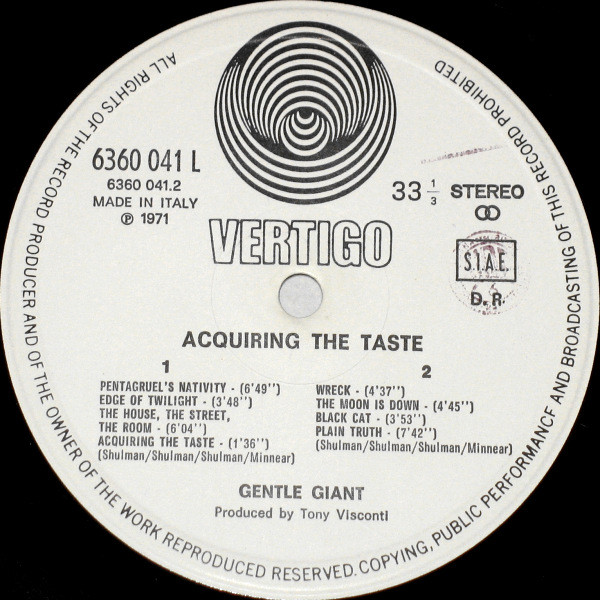 ALL RIGHTS OF THE RECORD PRODUCER AND OF THE OWNER OF THE WORK REPRODUCED RESERVED. COPYING, PUBLIC PERFORMANCE AND BROADCASTING OF THIS RECORD PROHIBITED
6360 041 L
6360 041.2
MADE IN ITALY
℗ 1971
33 1/3 STEREO
VERTIGO
S.I.A.E.
D.R.
ACQUIRING THE TASTE
1
PENTAGRUEL'S NATIVITY - (6'49'')
EDGE OF TWILIGHT - (3'48'')
THE HOUSE, THE STREET,
THE ROOM - (6'04'')
ACQUIRING THE TASTE - (1'36'')
(Shulman/Shulman/Shulman/Minnear)
2
WRECK - (4'37'')
THE MOON IS DOWN - (4'45'')
BLACK CAT - (3'53'')
PLAIN TRUTH - (7'42'')
(Shulman/Shulman/Shulman/Minnear)
GENTLE GIANT
Produced by Tony Visconti